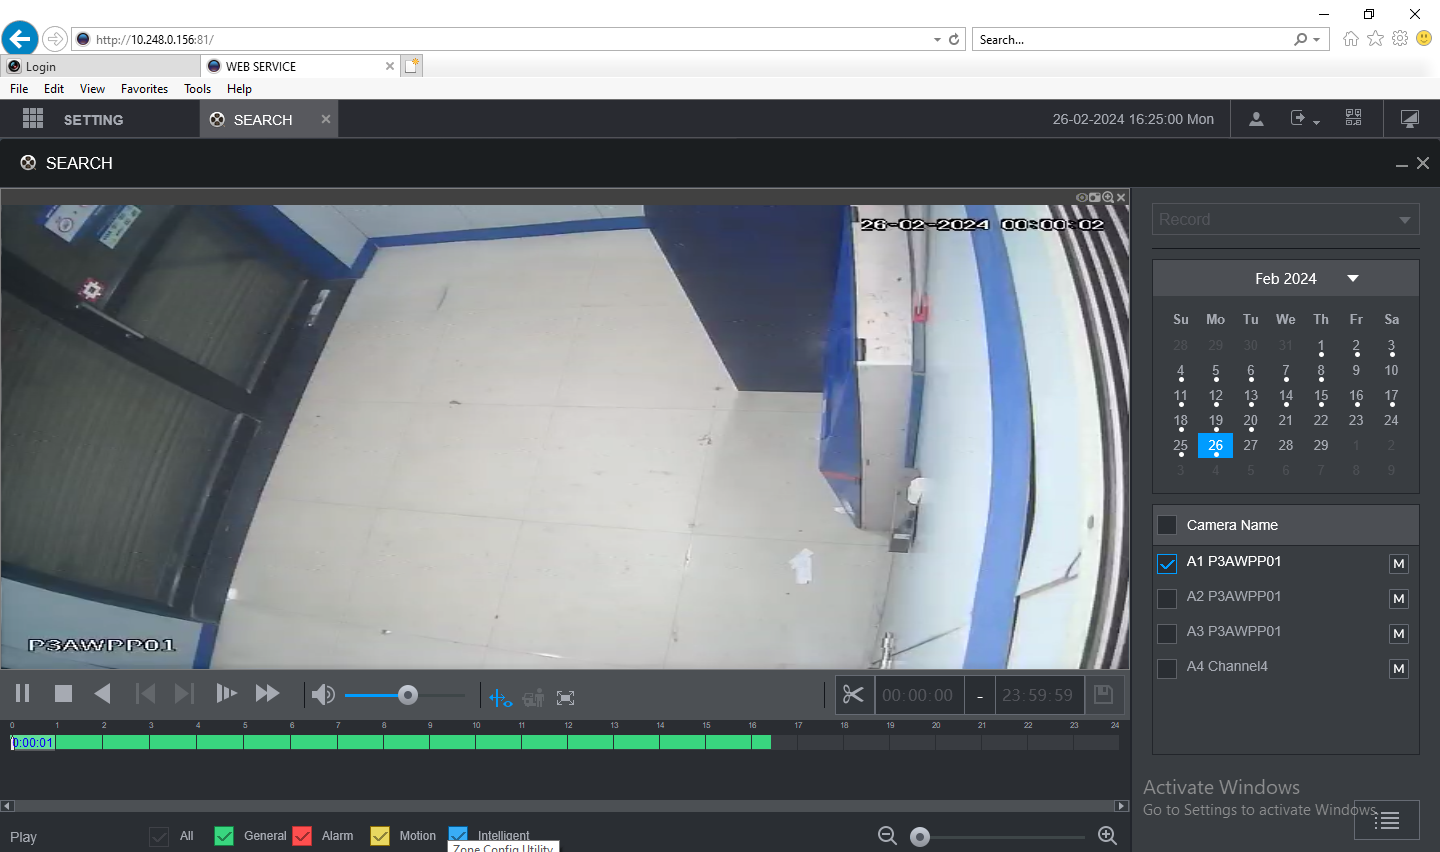 http://10.248.0.156:81/
Search...
Login
WEB SERVICE
File Edit View Favorites Tools Help
SETTING
SEARCH
26-02-2024 16:25:00 Mon
SEARCH
26-02-2024 00:00:02
P3AWPP01
Record
Feb 2024
Su Mo Tu We Th Fr Sa
28 29 30 31 1 2 3
4 5 6 7 8 9 10
11 12 13 14 15 16 17
18 19 20 21 22 23 24
25 26 27 28 29 1 2
3 4 5 6 7 8 9
Camera Name
A1 P3AWPP01 M
A2 P3AWPP01 M
A3 P3AWPP01 M
A4 Channel4 M
00:00:00 - 23:59:59
0 1 2 3 4 5 6 7 8 9 10 11 12 13 14 15 16 17 18 19 20 21 22 23 24
0:00:01
Activate Windows
Go to Settings to activate Windows.
Play
All General Alarm Motion Intelligent
Zone Config Utility